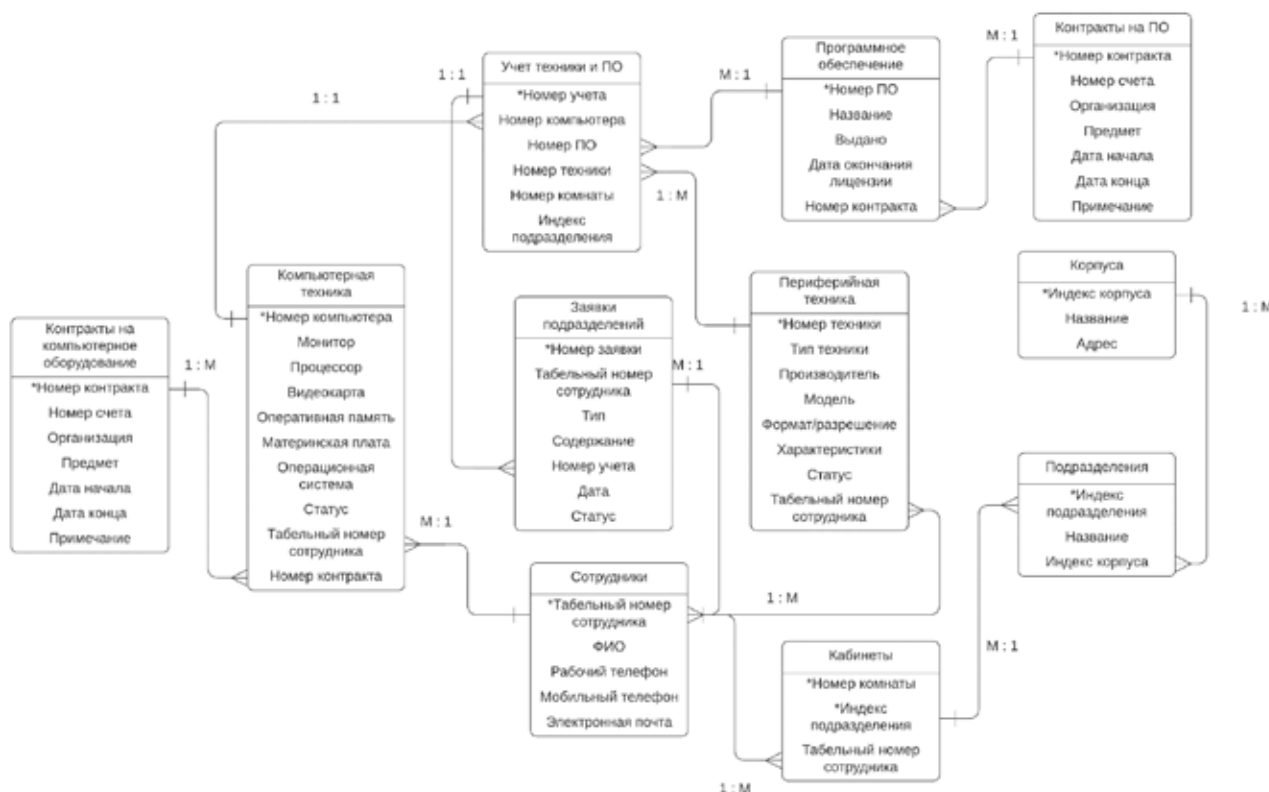 Контракты на
компьютерное
оборудование
*Номер контракта
Номер счета
Организация
Предмет
Дата начала
Дата конца
Примечание
1 : М
1 : 1
Компьютерная
техника
*Номер компьютера
Монитор
Процессор
Видеокарта
Оперативная память
Материнская плата
Операционная
система
Статус
Табельный номер
сотрудника
Номер контракта
1 : 1
Учет техники и ПО
*Номер учета
Номер компьютера
Номер ПО
Номер техники
Номер комнаты
Индекс
подразделения
М : 1
1 : М
Заявки
подразделений
*Номер заявки
Табельный номер
сотрудника
Тип
Содержание
Номер учета
Дата
Статус
М : 1
М : 1
Сотрудники
*Табельный номер
сотрудника
ФИО
Рабочий телефон
Мобильный телефон
Электронная почта
Программное
обеспечение
*Номер ПО
Название
Выдано
Дата окончания
лицензии
Номер контракта
М : 1
Контракты на ПО
*Номер контракта
Номер счета
Организация
Предмет
Дата начала
Дата конца
Примечание
Периферийная
техника
*Номер техники
Тип техники
Производитель
Модель
Формат/разрешение
Характеристики
Статус
Табельный номер
сотрудника
1 : М
Корпуса
*Индекс корпуса
Название
Адрес
1 : М
Подразделения
*Индекс
подразделения
Название
Индекс корпуса
М : 1
Кабинеты
*Номер комнаты
*Индекс
подразделения
Табельный номер
сотрудника
1 : М